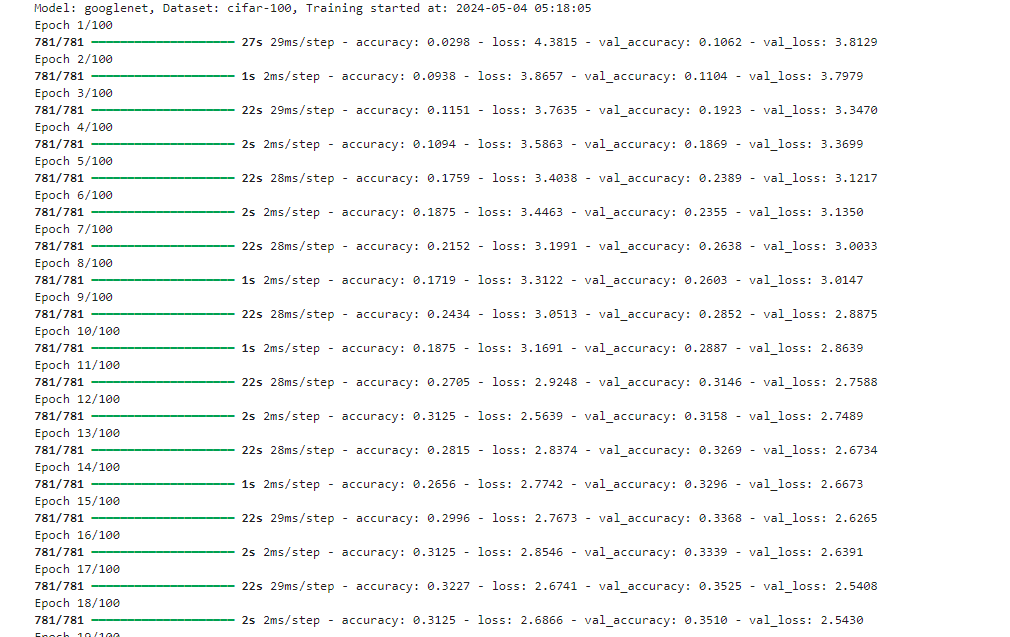 Model: googlenet, Dataset: cifar-100, Training started at: 2024-05-04 05:18:05
Epoch 1/100
781/781 ━━━━━━━━━━━━━━━━━━━━ 27s 29ms/step - accuracy: 0.0298 - loss: 4.3815 - val_accuracy: 0.1062 - val_loss: 3.8129
Epoch 2/100
781/781 ━━━━━━━━━━━━━━━━━━━━ 1s 2ms/step - accuracy: 0.0938 - loss: 3.8657 - val_accuracy: 0.1104 - val_loss: 3.7979
Epoch 3/100
781/781 ━━━━━━━━━━━━━━━━━━━━ 22s 29ms/step - accuracy: 0.1151 - loss: 3.7635 - val_accuracy: 0.1923 - val_loss: 3.3470
Epoch 4/100
781/781 ━━━━━━━━━━━━━━━━━━━━ 2s 2ms/step - accuracy: 0.1094 - loss: 3.5863 - val_accuracy: 0.1869 - val_loss: 3.3699
Epoch 5/100
781/781 ━━━━━━━━━━━━━━━━━━━━ 22s 28ms/step - accuracy: 0.1759 - loss: 3.4038 - val_accuracy: 0.2389 - val_loss: 3.1217
Epoch 6/100
781/781 ━━━━━━━━━━━━━━━━━━━━ 2s 2ms/step - accuracy: 0.1875 - loss: 3.4463 - val_accuracy: 0.2355 - val_loss: 3.1350
Epoch 7/100
781/781 ━━━━━━━━━━━━━━━━━━━━ 22s 28ms/step - accuracy: 0.2152 - loss: 3.1991 - val_accuracy: 0.2638 - val_loss: 3.0033
Epoch 8/100
781/781 ━━━━━━━━━━━━━━━━━━━━ 1s 2ms/step - accuracy: 0.1719 - loss: 3.3122 - val_accuracy: 0.2603 - val_loss: 3.0147
Epoch 9/100
781/781 ━━━━━━━━━━━━━━━━━━━━ 22s 28ms/step - accuracy: 0.2434 - loss: 3.0513 - val_accuracy: 0.2852 - val_loss: 2.8875
Epoch 10/100
781/781 ━━━━━━━━━━━━━━━━━━━━ 1s 2ms/step - accuracy: 0.1875 - loss: 3.1691 - val_accuracy: 0.2887 - val_loss: 2.8639
Epoch 11/100
781/781 ━━━━━━━━━━━━━━━━━━━━ 22s 28ms/step - accuracy: 0.2705 - loss: 2.9248 - val_accuracy: 0.3146 - val_loss: 2.7588
Epoch 12/100
781/781 ━━━━━━━━━━━━━━━━━━━━ 2s 2ms/step - accuracy: 0.3125 - loss: 2.5639 - val_accuracy: 0.3158 - val_loss: 2.7489
Epoch 13/100
781/781 ━━━━━━━━━━━━━━━━━━━━ 22s 28ms/step - accuracy: 0.2815 - loss: 2.8374 - val_accuracy: 0.3269 - val_loss: 2.6734
Epoch 14/100
781/781 ━━━━━━━━━━━━━━━━━━━━ 1s 2ms/step - accuracy: 0.2656 - loss: 2.7742 - val_accuracy: 0.3296 - val_loss: 2.6673
Epoch 15/100
781/781 ━━━━━━━━━━━━━━━━━━━━ 22s 29ms/step - accuracy: 0.2996 - loss: 2.7673 - val_accuracy: 0.3368 - val_loss: 2.6265
Epoch 16/100
781/781 ━━━━━━━━━━━━━━━━━━━━ 2s 2ms/step - accuracy: 0.3125 - loss: 2.8546 - val_accuracy: 0.3339 - val_loss: 2.6391
Epoch 17/100
781/781 ━━━━━━━━━━━━━━━━━━━━ 22s 29ms/step - accuracy: 0.3227 - loss: 2.6741 - val_accuracy: 0.3525 - val_loss: 2.5408
Epoch 18/100
781/781 ━━━━━━━━━━━━━━━━━━━━ 2s 2ms/step - accuracy: 0.3125 - loss: 2.6866 - val_accuracy: 0.3510 - val_loss: 2.5430
Epoch 19/100